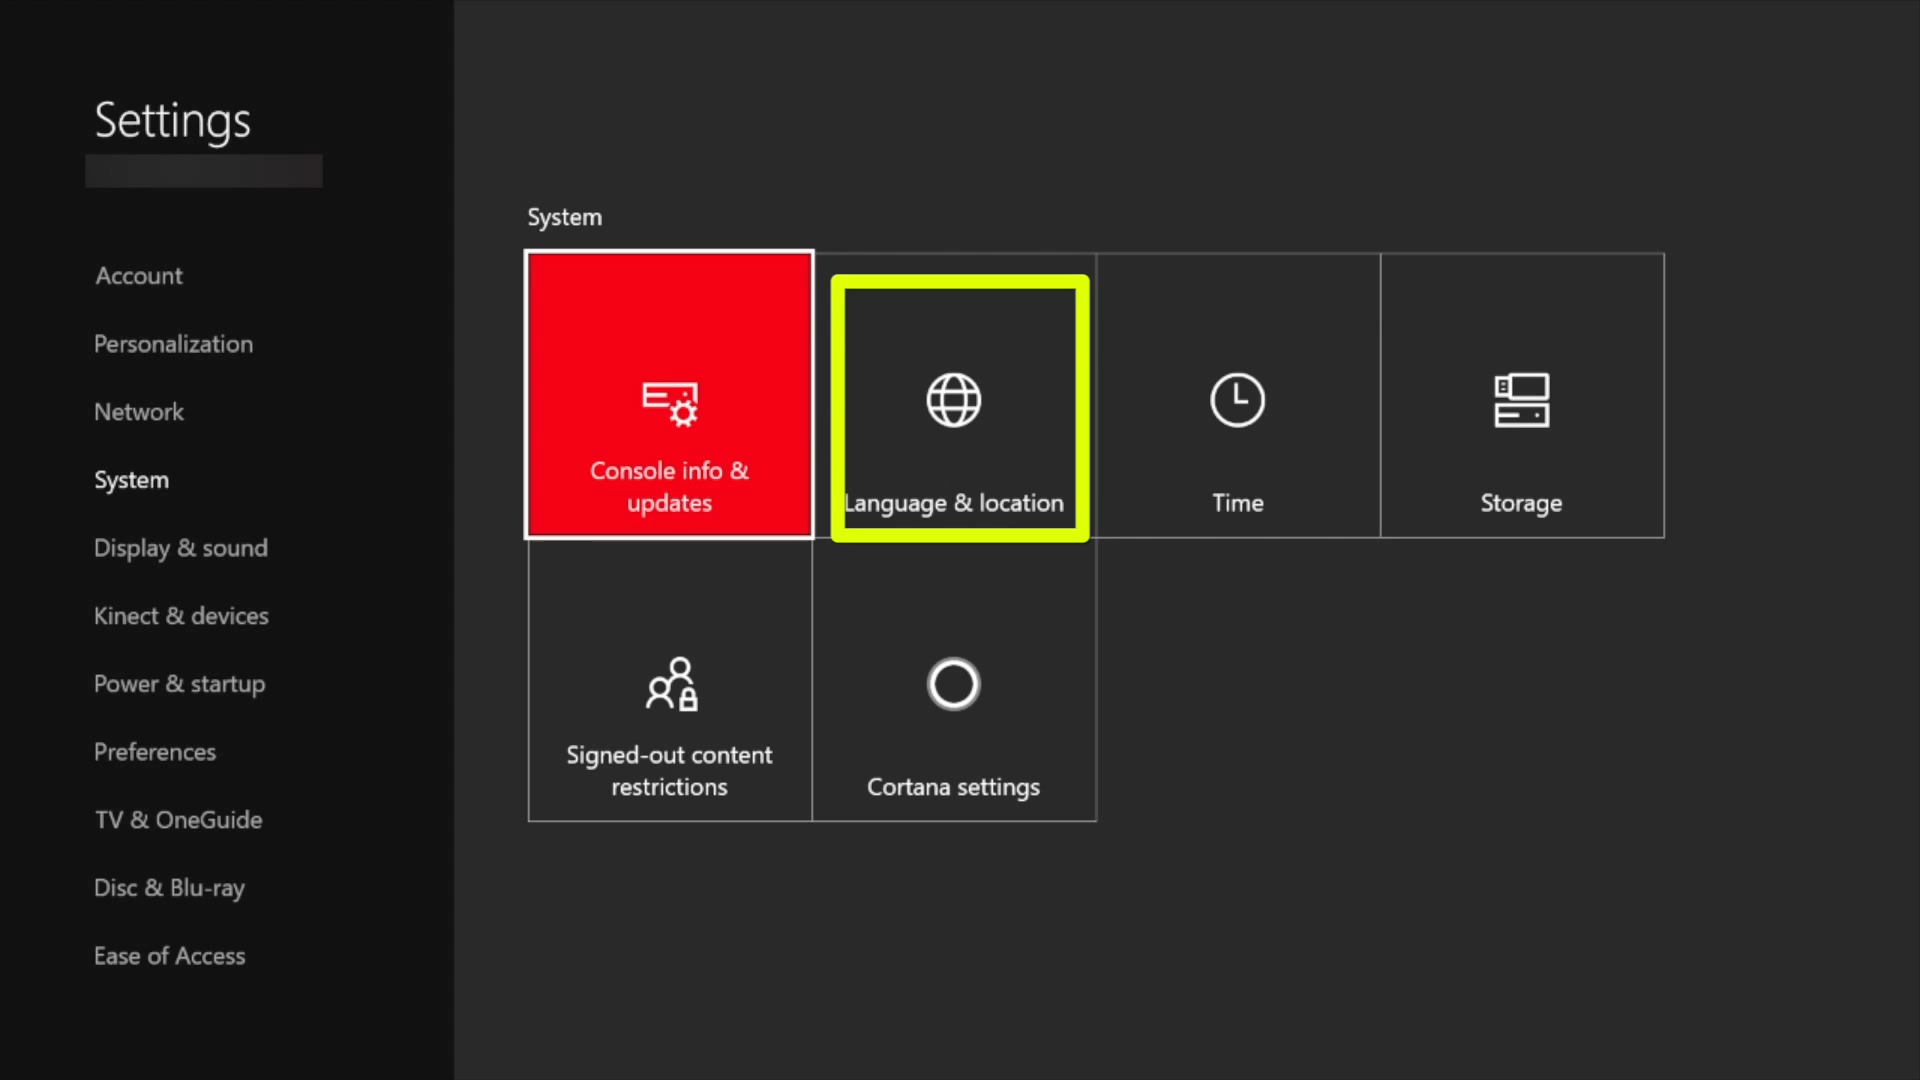 Settings
Account
Personalization
Network
System
Display & sound
Kinect & devices
Power & startup
Preferences
TV & OneGuide
Disc & Blu-ray
Ease of Access
System
Console info &
updates
Language & location
Time
Storage
Signed-out content
restrictions
Cortana settings